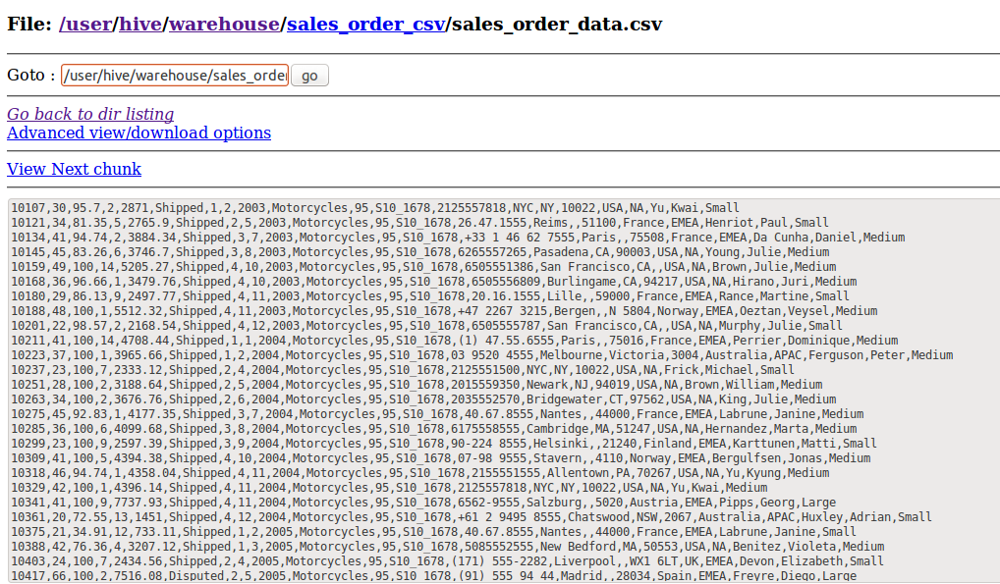 File: /user/hive/warehouse/sales_order_csv/sales_order_data.csv
Goto : /user/hive/warehouse/sales_order go
Go back to dir listing
Advanced view/download options
View Next chunk
10107,30,95.7,2,2871,Shipped,1,2,2003,Motorcycles,95,S10_1678,2125557818,NYC,NY,10022,USA,NA,Yu,Kwai,Small
10121,34,81.35,5,2765.9,Shipped,2,5,2003,Motorcycles,95,S10_1678,26.47.1555,Reims,,51100,France,EMEA,Henriot,Paul,Small
10134,41,94.74,2,3884.34,Shipped,3,7,2003,Motorcycles,95,S10_1678,+33 1 46 62 7555,Paris,,75508,France,EMEA,Da Cunha,Daniel,Medium
10145,45,83.26,6,3746.7,Shipped,3,8,2003,Motorcycles,95,S10_1678,6265557265,Pasadena,CA,90003,USA,NA,Young,Julie,Medium
10159,49,100,14,5205.27,Shipped,4,10,2003,Motorcycles,95,S10_1678,6505551386,San Francisco,CA,,USA,NA,Brown,Julie,Medium
10168,36,96.66,1,3479.76,Shipped,4,10,2003,Motorcycles,95,S10_1678,6505556809,Burlingame,CA,94217,USA,NA,Hirano,Juri,Medium
10180,29,86.13,9,2497.77,Shipped,4,11,2003,Motorcycles,95,S10_1678,20.16.1555,Lille,,59000,France,EMEA,Rance,Martine,Small
10188,48,100,1,5512.32,Shipped,4,11,2003,Motorcycles,95,S10_1678,+47 2267 3215,Bergen,,N 5804,Norway,EMEA,Oeztan,Veysel,Medium
10201,22,98.57,2,2168.54,Shipped,4,12,2003,Motorcycles,95,S10_1678,6505555787,San Francisco,CA,,USA,NA,Murphy,Julie,Small
10211,41,100,14,4708.44,Shipped,1,1,2004,Motorcycles,95,S10_1678,(1) 47.55.6555,Paris,,75016,France,EMEA,Perrier,Dominique,Medium
10223,37,100,1,3965.66,Shipped,1,2,2004,Motorcycles,95,S10_1678,03 9520 4555,Melbourne,Victoria,3004,Australia,APAC,Ferguson,Peter,Medium
10237,23,100,7,2333.12,Shipped,2,4,2004,Motorcycles,95,S10_1678,2125551500,NYC,NY,10022,USA,NA,Frick,Michael,Small
10251,28,100,2,3188.64,Shipped,2,5,2004,Motorcycles,95,S10_1678,2015559350,Newark,NJ,94019,USA,NA,Brown,William,Medium
10263,34,100,2,3676.76,Shipped,2,6,2004,Motorcycles,95,S10_1678,2035552570,Bridgewater,CT,97562,USA,NA,King,Julie,Medium
10275,45,92.83,1,4177.35,Shipped,3,7,2004,Motorcycles,95,S10_1678,40.67.8555,Nantes,,44000,France,EMEA,Labrune,Janine,Medium
10285,36,100,6,4099.68,Shipped,3,8,2004,Motorcycles,95,S10_1678,6175558555,Cambridge,MA,51247,USA,NA,Hernandez,Marta,Medium
10299,23,100,9,2597.39,Shipped,3,9,2004,Motorcycles,95,S10_1678,90-224 8555,Helsinki,,21240,Finland,EMEA,Karttunen,Matti,Small
10309,41,100,5,4394.38,Shipped,4,10,2004,Motorcycles,95,S10_1678,07-98 9555,Stavern,,4110,Norway,EMEA,Bergulfsen,Jonas,Medium
10318,46,94.74,1,4358.04,Shipped,4,11,2004,Motorcycles,95,S10_1678,2155551555,Allentown,PA,70267,USA,NA,Yu,Kyung,Medium
10329,42,100,1,4396.14,Shipped,4,11,2004,Motorcycles,95,S10_1678,2125557818,NYC,NY,10022,USA,NA,Yu,Kwai,Medium
10341,41,100,9,7737.93,Shipped,4,11,2004,Motorcycles,95,S10_1678,6562-9555,Salzburg,,5020,Austria,EMEA,Pipps,Georg,Large
10361,20,72.55,13,1451,Shipped,4,12,2004,Motorcycles,95,S10_1678,+61 2 9495 8555,Chatswood,NSW,2067,Australia,APAC,Huxley,Adrian,Small
10375,21,34.91,12,733.11,Shipped,1,2,2005,Motorcycles,95,S10_1678,40.67.8555,Nantes,,44000,France,EMEA,Labrune,Janine,Small
10388,42,76.36,4,3207.12,Shipped,1,3,2005,Motorcycles,95,S10_1678,5085552555,New Bedford,MA,50553,USA,NA,Benitez,Violeta,Medium
10403,24,100,7,2434.56,Shipped,2,4,2005,Motorcycles,95,S10_1678,(171) 555-2282,Liverpool,,WX1 6LT,UK,EMEA,Devon,Elizabeth,Small
10417,66,100,2,7516.08,Disputed,2,5,2005,Motorcycles,95,S10_1678,(91) 555 94 44,Madrid,,28034,Spain,EMEA,Freyre,Diego,Large